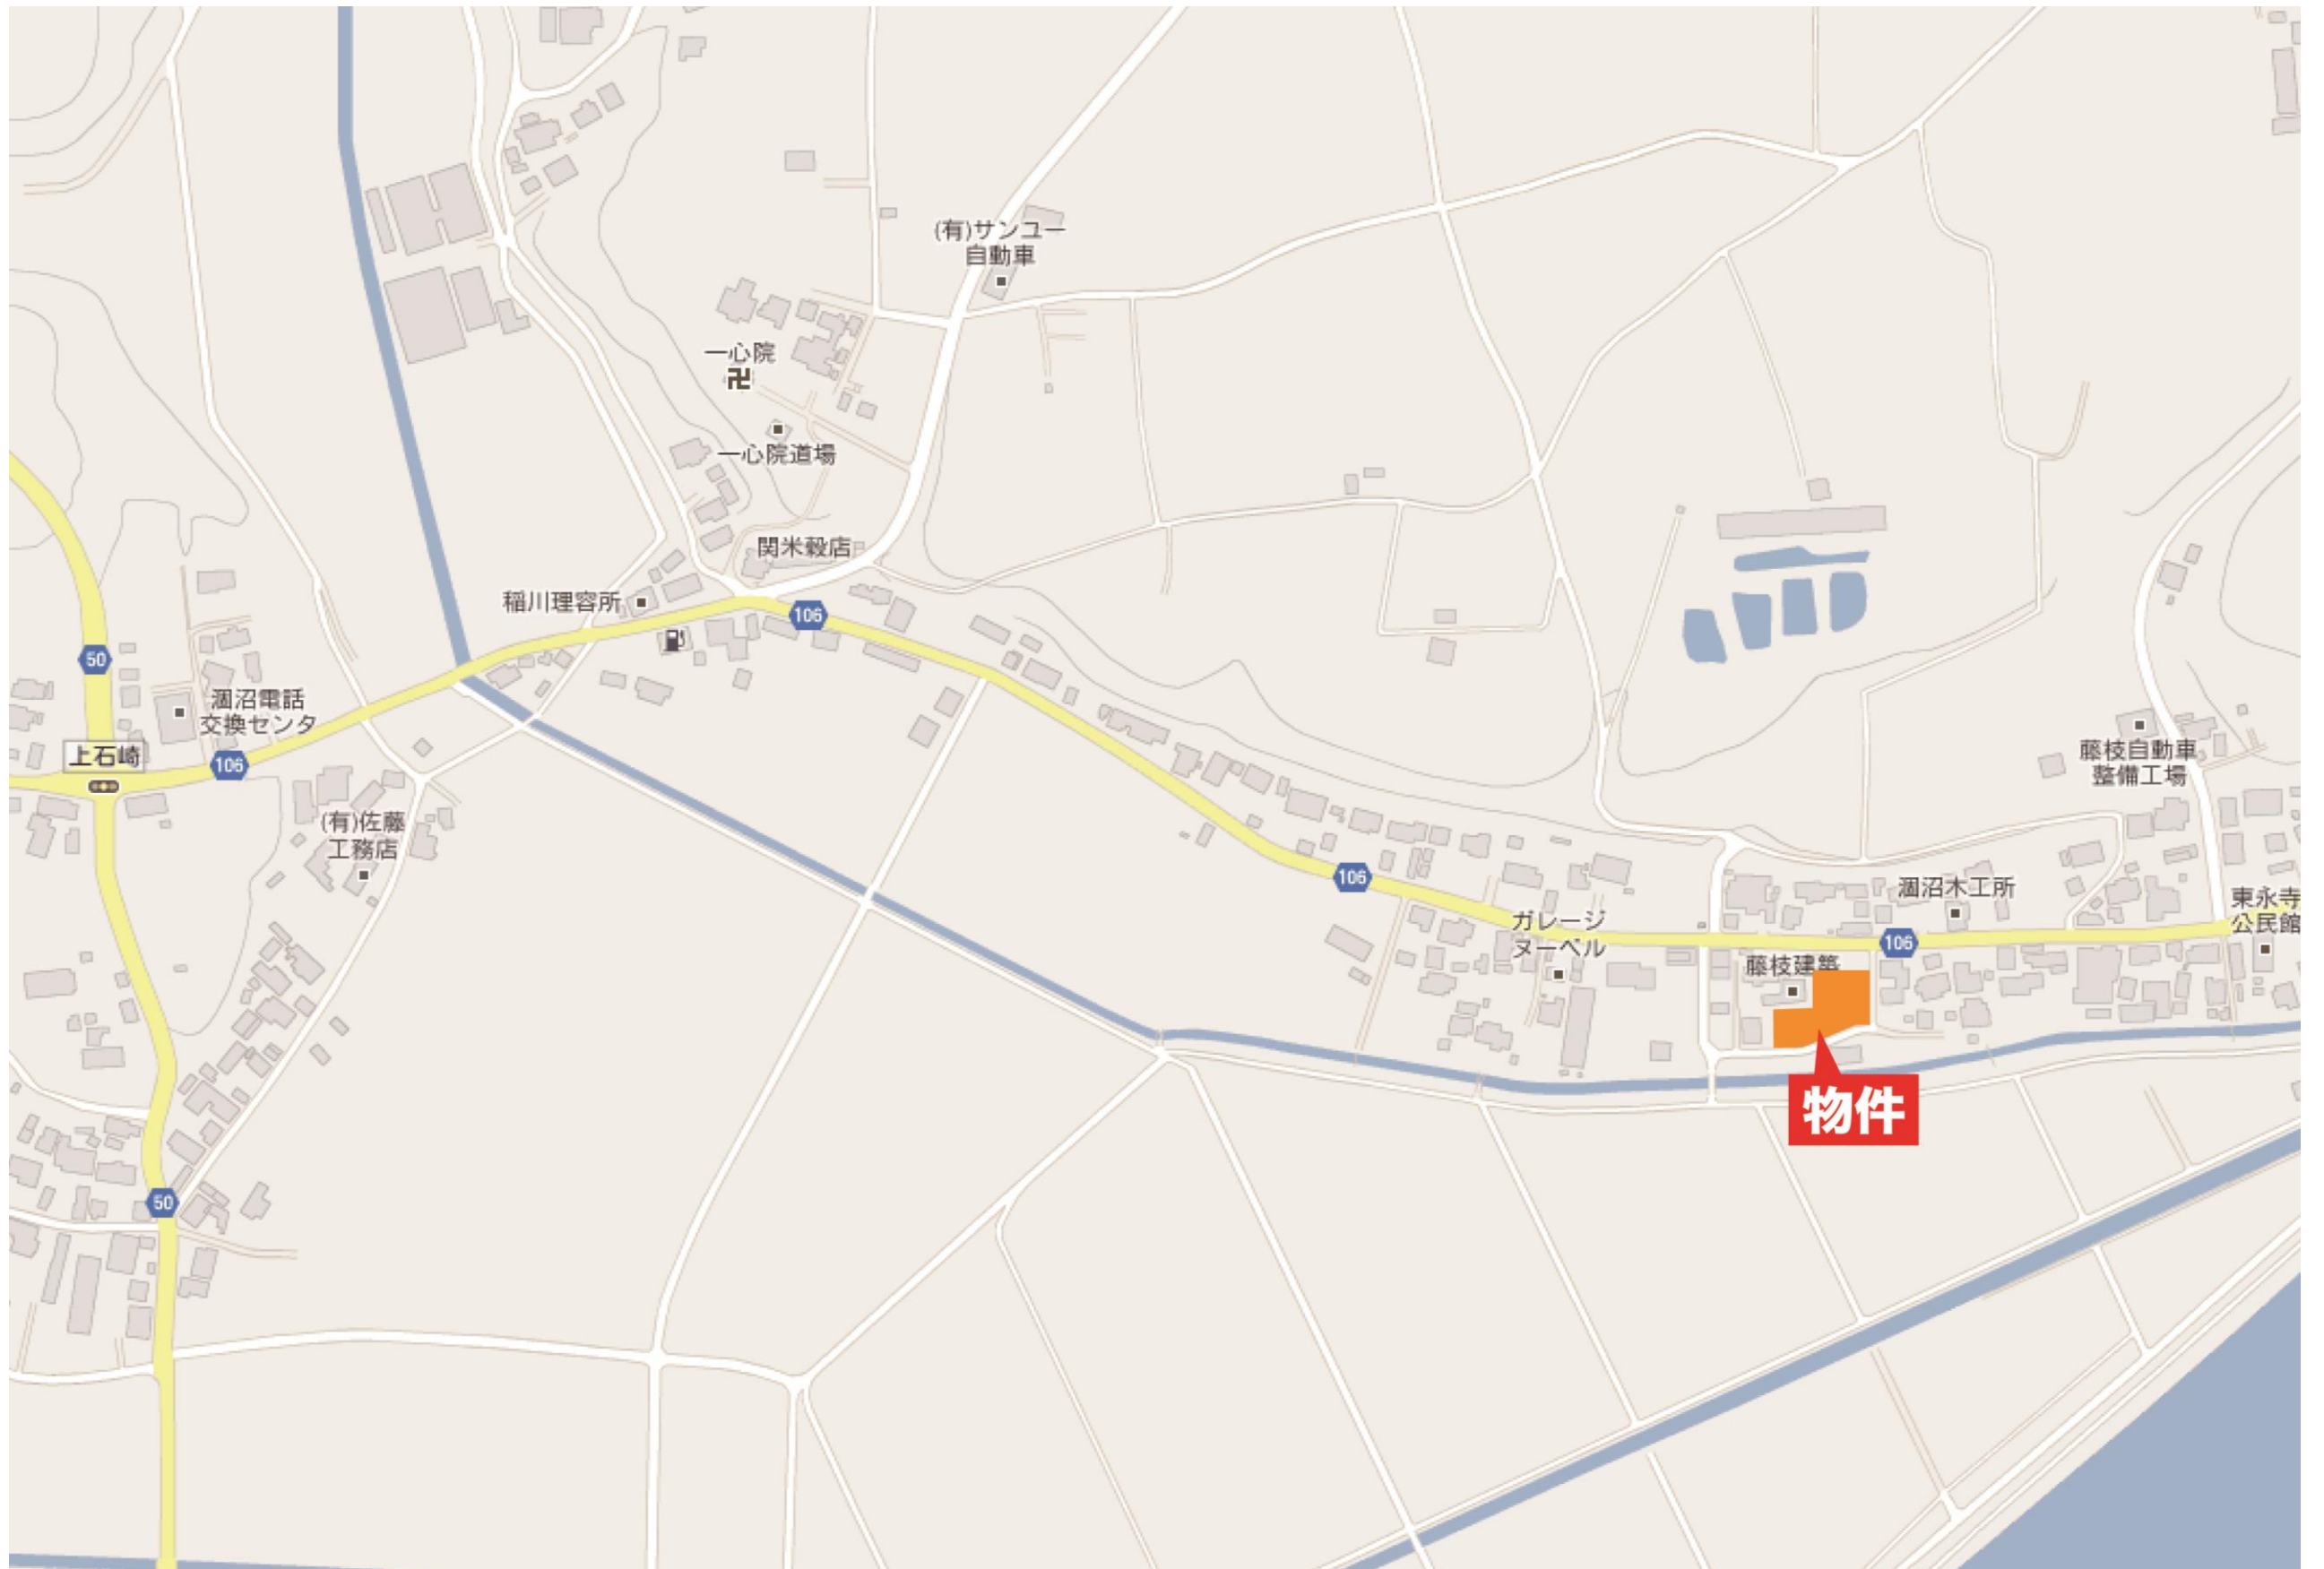 (有)サンユー
自動車
一心院
一心院道場
関米穀店
稲川理容所
106
50
涸沼電話
交換センタ
上石崎
106
(有)佐藤
工務店
藤枝自動車
整備工場
106
涸沼木工所
東永寺
公民館
ガレージ
ヌーベル
106
藤枝建築
物件
50